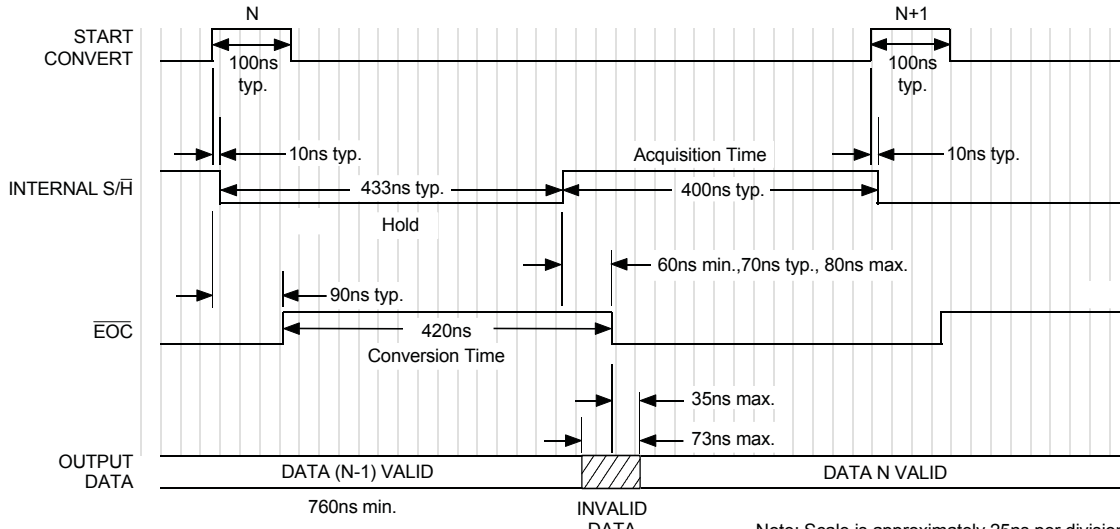 N
N+1
START
CONVERT
100ns
typ.
100ns
typ.
10ns typ.
Acquisition Time
10ns typ.
INTERNAL S/H̅
433ns typ.
400ns typ.
Hold
60ns min.,70ns typ., 80ns max.
90ns typ.
E̅O̅C̅
420ns
Conversion Time
35ns max.
73ns max.
OUTPUT
DATA
DATA (N-1) VALID
DATA N VALID
760ns min.
INVALID
DATA
Note: Scale is approximately 25ns per division